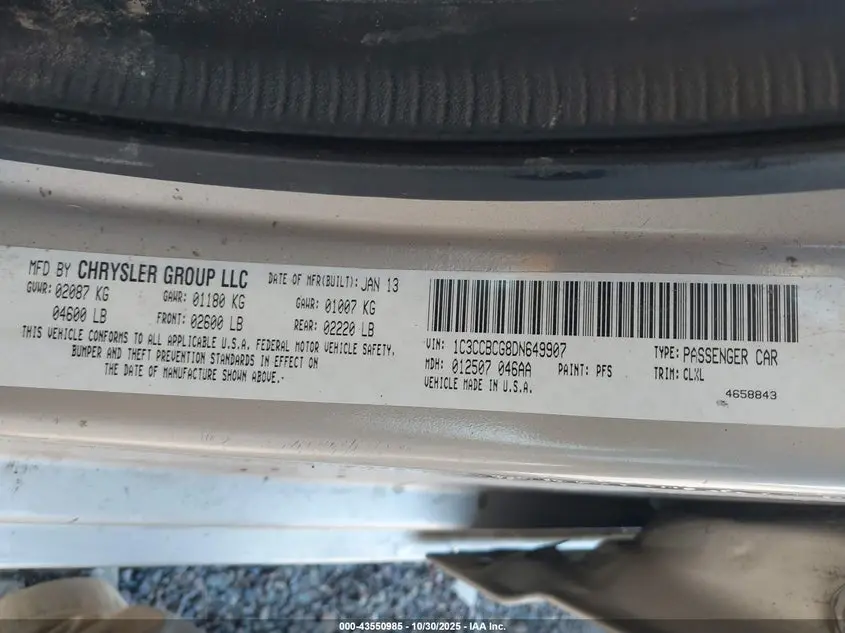 MFD BY CHRYSLER GROUP LLC DATE OF MFR(BUILT): JAN 13
GVWR: 02087 KG GAWR: 01180 KG GAWR: 01007 KG
04600 LB FRONT: 02600 LB REAR: 02220 LB
THIS VEHICLE CONFORMS TO ALL APPLICABLE U.S.A. FEDERAL MOTOR VEHICLE SAFETY,
BUMPER AND THEFT PREVENTION STANDARDS IN EFFECT ON
THE DATE OF MANUFACTURE SHOWN ABOVE.
VIN: 1C3CCBCG8DN649907 TYPE: PASSENGER CAR
MDH: 012507 046AA PAINT: PFS TRIM: CLXL
VEHICLE MADE IN U.S.A.
4658843
000-43550985 - 10/30/2025 - IAA Inc.